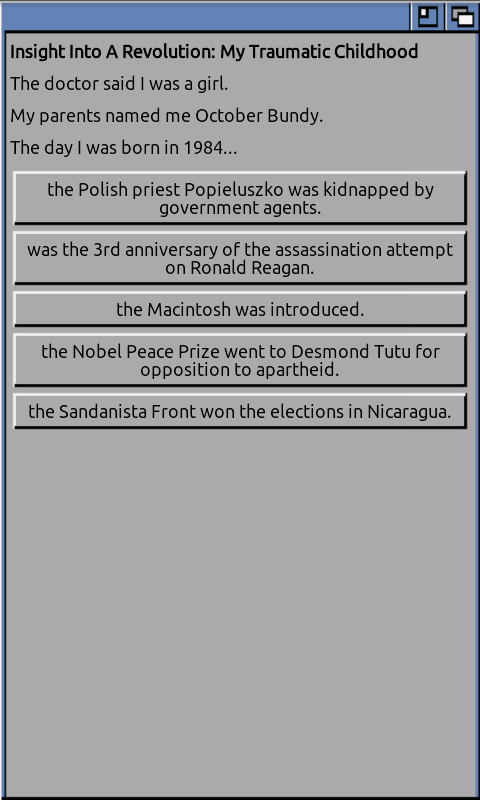 Insight Into A Revolution: My Traumatic Childhood
The doctor said I was a girl.
My parents named me October Bundy.
The day I was born in 1984...
the Polish priest Popieluszko was kidnapped by
government agents.
was the 3rd anniversary of the assassination attempt
on Ronald Reagan.
the Macintosh was introduced.
the Nobel Peace Prize went to Desmond Tutu for
opposition to apartheid.
the Sandanista Front won the elections in Nicaragua.